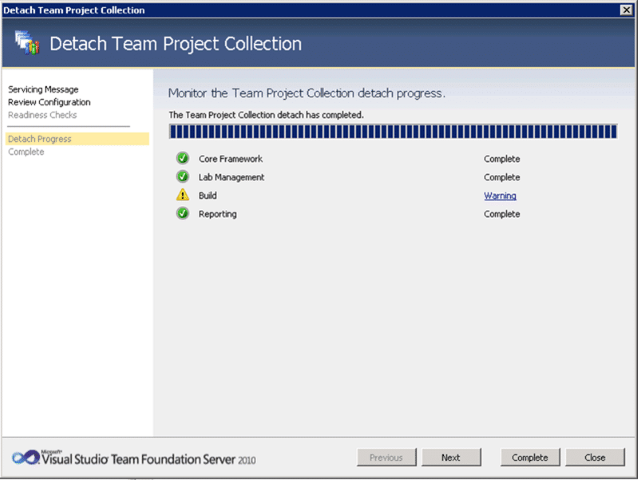 Detach Team Project Collection
Detach Team Project Collection
Servicing Message
Review Configuration
Readiness Checks
Detach Progress
Complete
Monitor the Team Project Collection detach progress.
The Team Project Collection detach has completed.
Core Framework Complete
Lab Management Complete
Build Warning
Reporting Complete
Microsoft
Visual Studio Team Foundation Server 2010
Previous Next Complete Close